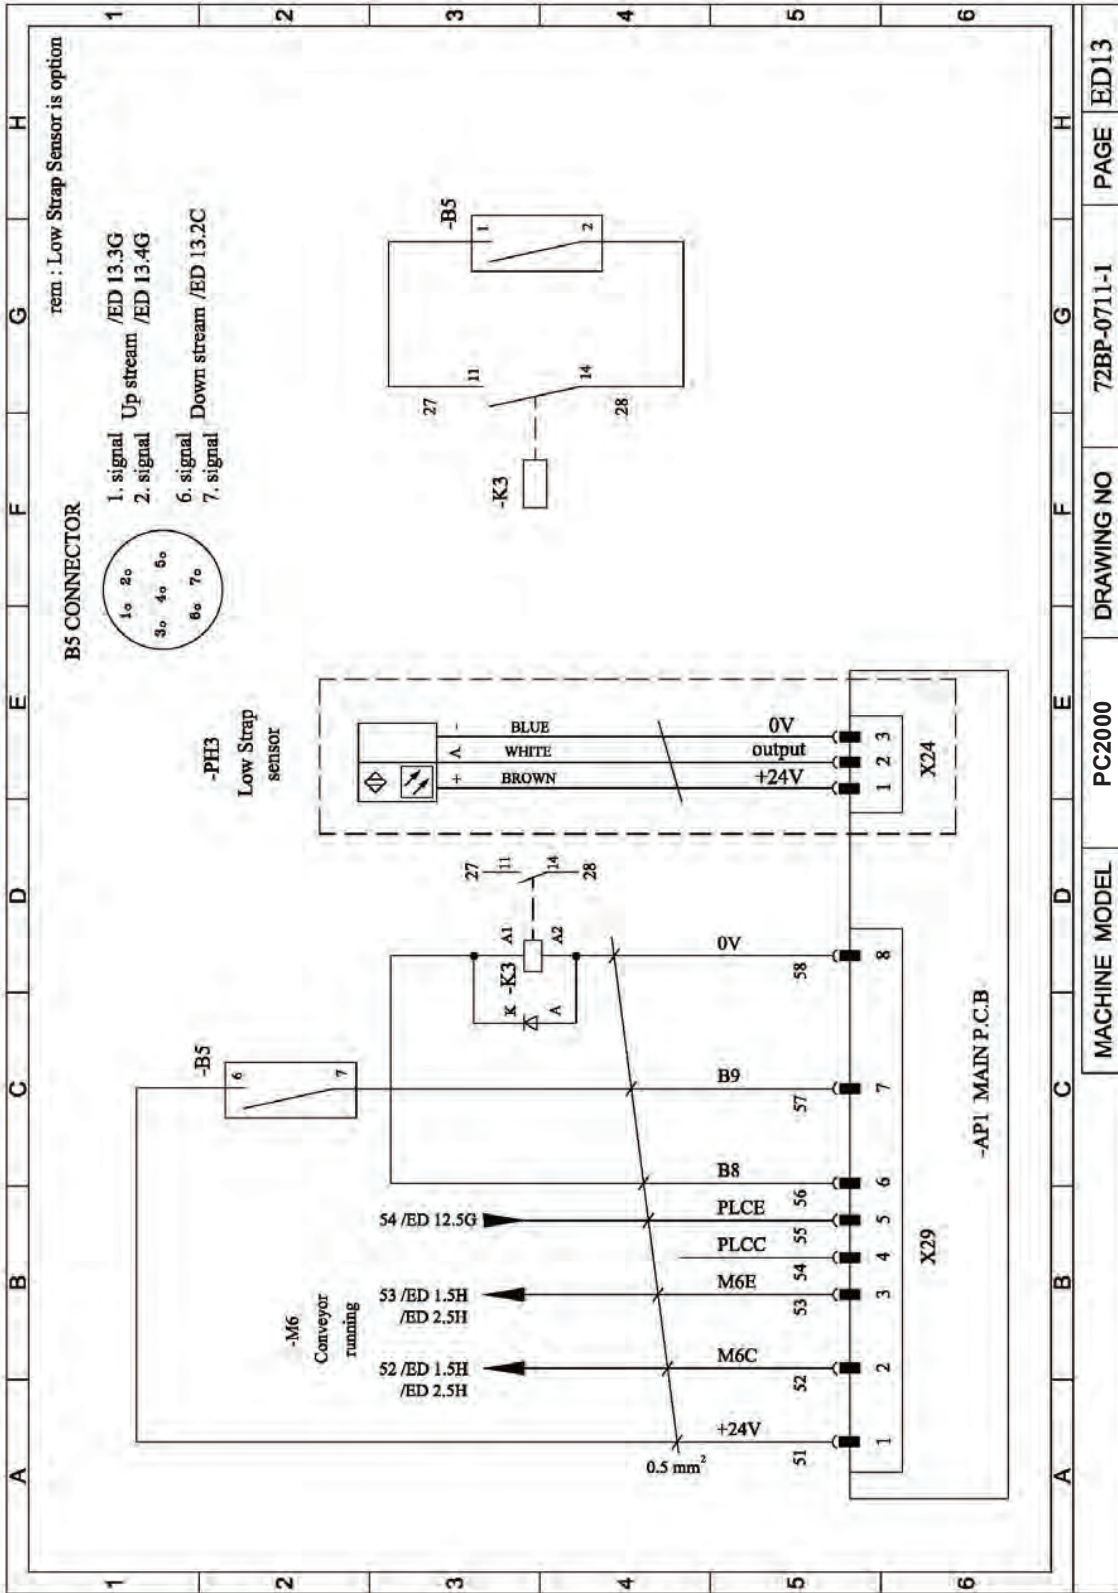 1 2 3 4 5 6
A B C D E F G H
rem : Low Strap Sensor is option
B5 CONNECTOR
1o 2o
3o 4o 5o
6o 7o
1. signal Up stream /ED 13.3G
2. signal /ED 13.4G
6. signal Down stream /ED 13.2C
7. signal
-PH3
Low Strap
sensor
+ A -
BROWN
WHITE
BLUE
+24V
output
0V
1 2 3
X24
-B5
6
7
-M6
Conveyor
running
54 /ED 12.5G
53 /ED 1.5H
/ED 2.5H
52 /ED 1.5H
/ED 2.5H
-K3
K
A
A1
A2
27
11
14
28
0.5 mm²
+24V
M6C
M6E
PLCC
PLCE
B8
B9
0V
51 52 53 54 55 56 57 58
1 2 3 4 5 6 7 8
X29
-AP1 MAIN P.C.B
-K3
27
11
14
28
-B5
1
2
A B C D E F G H
1 2 3 4 5 6
MACHINE MODEL PC2000 DRAWING NO 72BP-0711-1 PAGE ED13